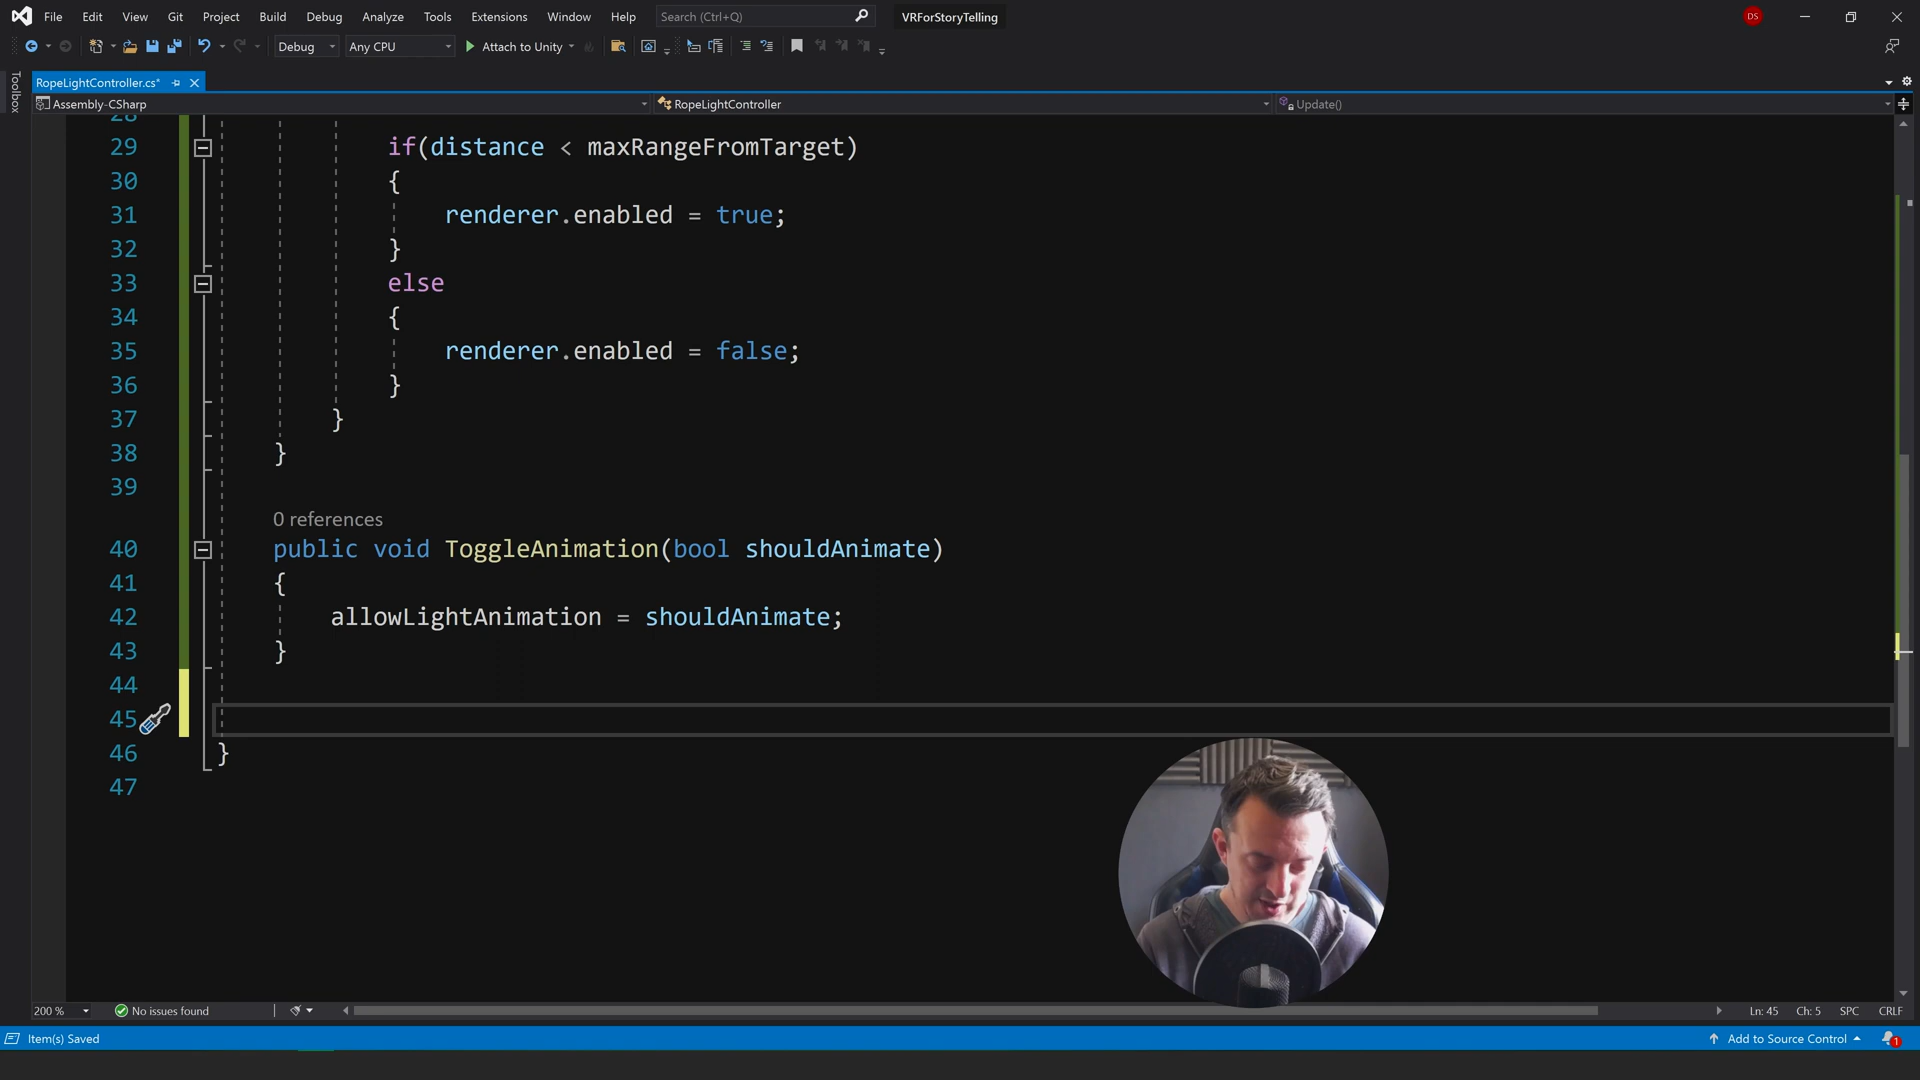 File Edit View Git Project Build Debug Analyze Tools Extensions Window Help Search (Ctrl+Q) VRForStoryTelling DS
Debug Any CPU Attach to Unity
Toolbox
RopeLightController.cs*
Assembly-CSharp RopeLightController Update()
28
29 if(distance < maxRangeFromTarget)
30 {
31 renderer.enabled = true;
32 }
33 else
34 {
35 renderer.enabled = false;
36 }
37 }
38 }
39
0 references
40 public void ToggleAnimation(bool shouldAnimate)
41 {
42 allowLightAnimation = shouldAnimate;
43 }
44
45
46 }
47
200 % No issues found Ln: 45 Ch: 5 SPC CRLF
Item(s) Saved Add to Source Control 1